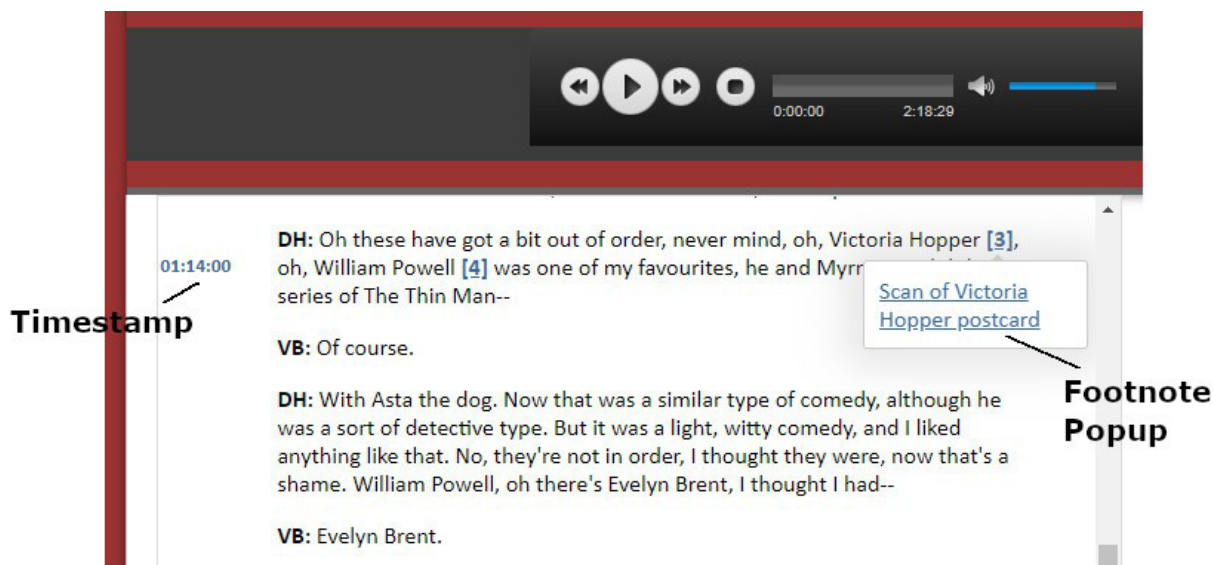 0:00:00 2:18:29
DH: Oh these have got a bit out of order, never mind, oh, Victoria Hopper [3],
01:14:00 oh, William Powell [4] was one of my favourites, he and
series of The Thin Man--
Scan of Victoria
Hopper postcard
Timestamp
VB: Of course.
Footnote
Popup
DH: With Asta the dog. Now that was a similar type of comedy, although he
was a sort of detective type. But it was a light, witty comedy, and I liked
anything like that. No, they're not in order, I thought they were, now that's a
shame. William Powell, oh there's Evelyn Brent, I thought I had--
VB: Evelyn Brent.